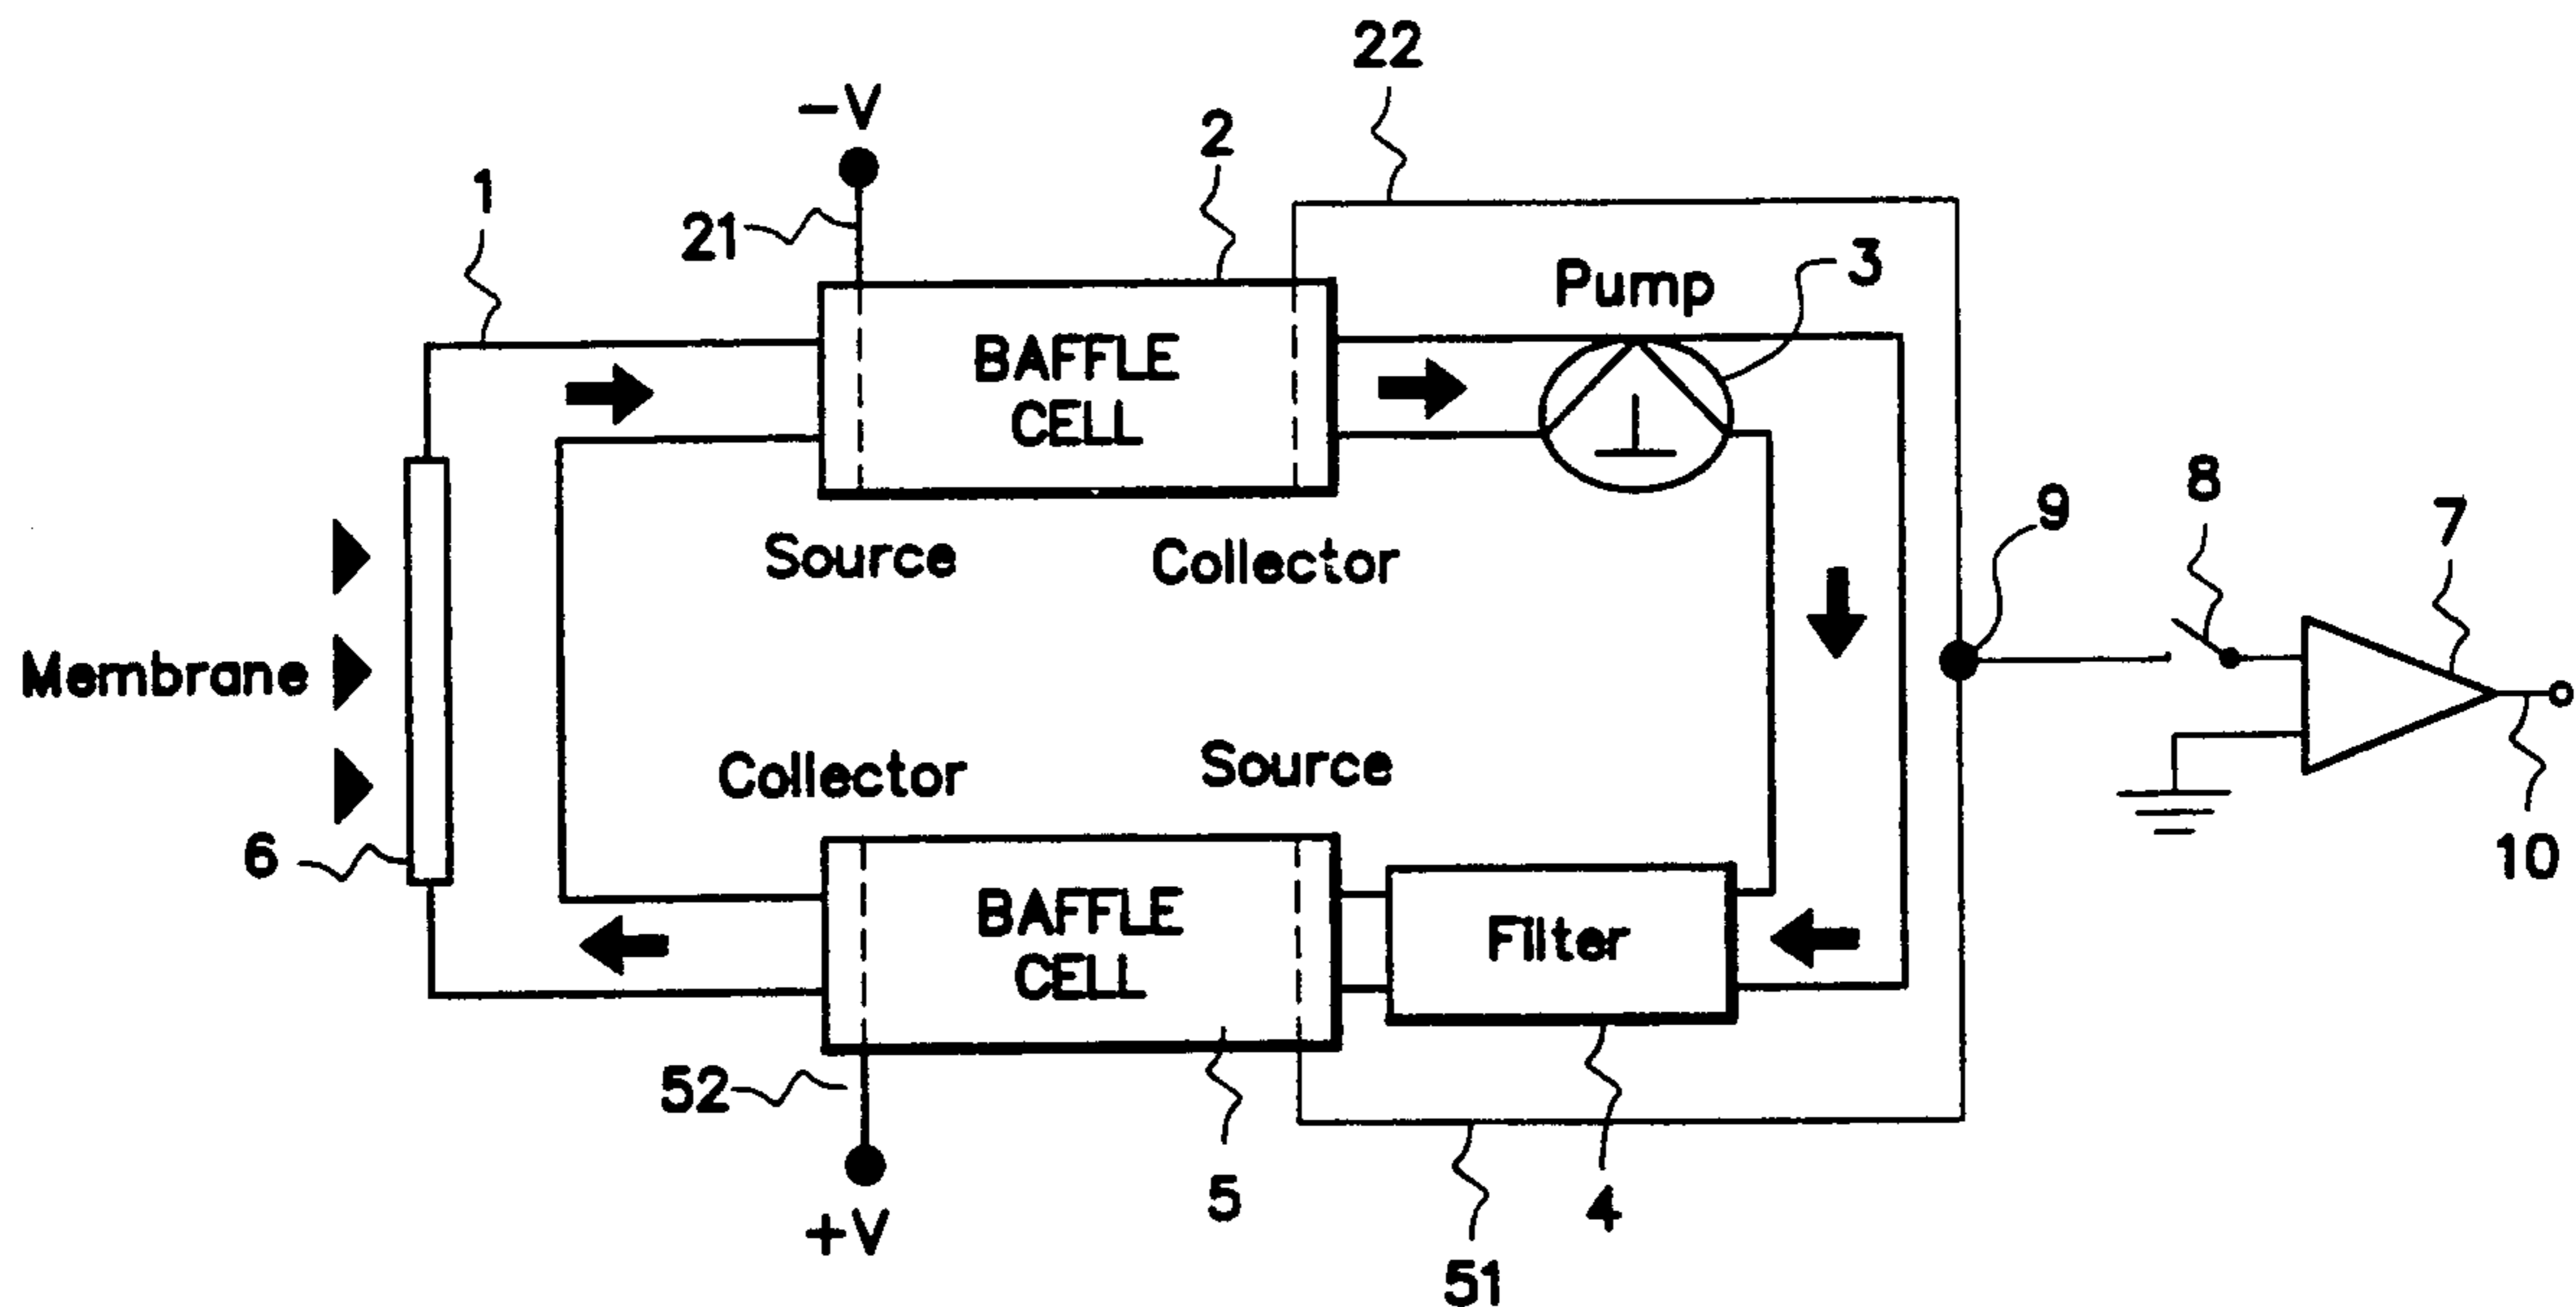 22
−V
2
1
21
Pump
3
BAFFLE
CELL
8
9
7
Source
Collector
Membrane
Collector
Source
6
10
BAFFLE
CELL
Filter
52
5
4
+V
51